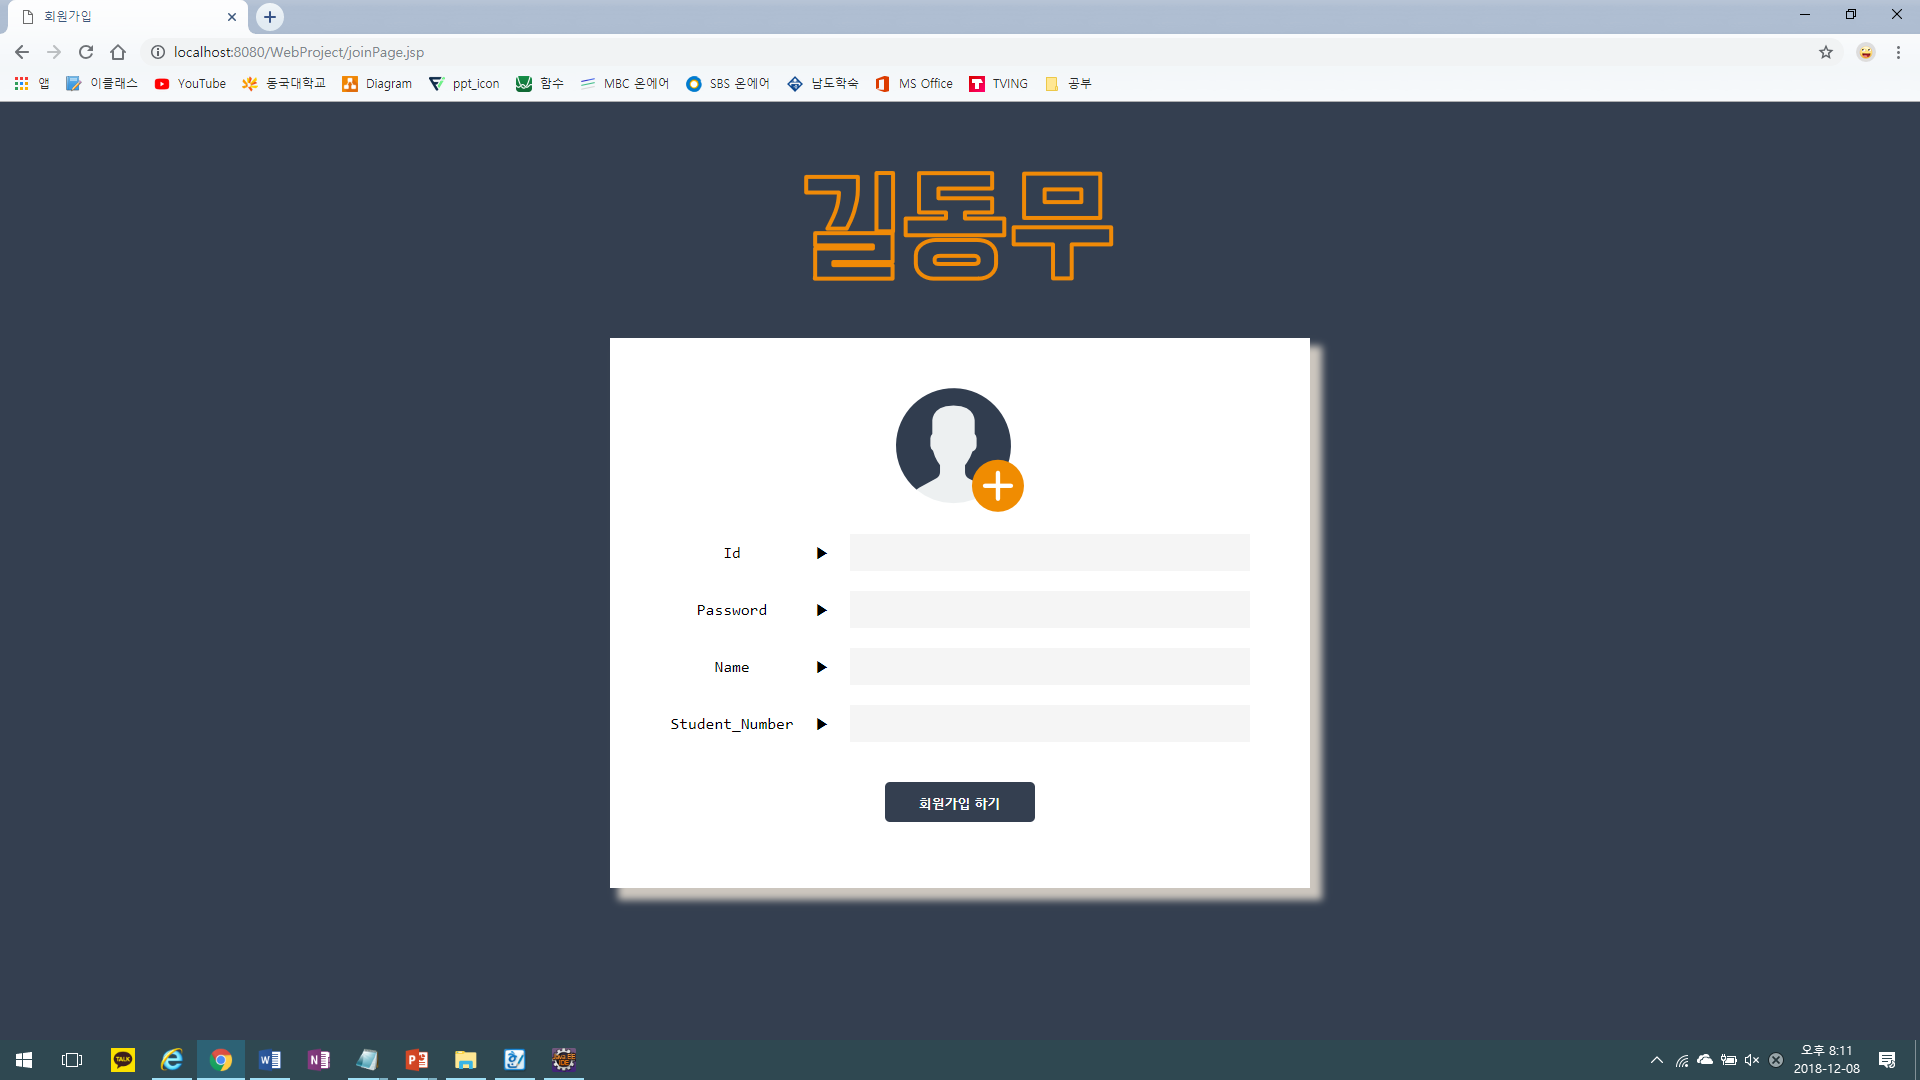 회원가입
localhost:8080/WebProject/joinPage.jsp
앱 이클래스 YouTube 동국대학교 Diagram ppt_icon 함수 MBC 온에어 SBS 온에어 남도학숙 MS Office TVING 공부
길동무
Id ▶
Password ▶
Name ▶
Student_Number ▶
회원가입 하기
오후 8:11
2018-12-08